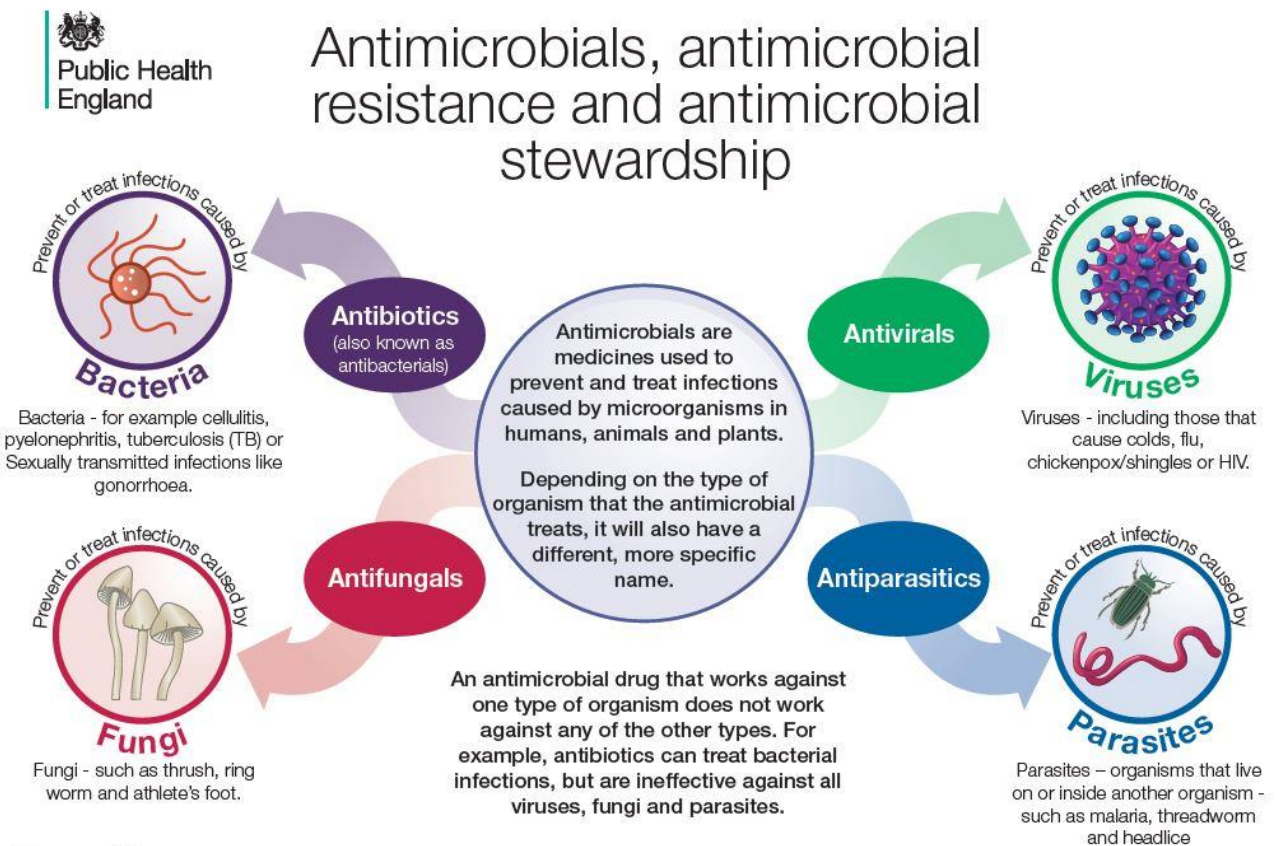 Public Health
England
Antimicrobials, antimicrobial
resistance and antimicrobial
stewardship
Prevent or treat infections caused by
Bacteria
Bacteria - for example cellulitis,
pyelonephritis, tuberculosis (TB) or
Sexually transmitted infections like
gonorrhoea.
Antibiotics
(also known as
antibacterials)
Antimicrobials are
medicines used to
prevent and treat infections
caused by microorganisms in
humans, animals and plants.
Depending on the type of
organism that the antimicrobial
treats, it will also have a
different, more specific
name.
Antivirals
Prevent or treat infections caused by
Viruses
Viruses - including those that
cause colds, flu,
chickenpox/shingles or HIV.
Prevent or treat infections caused by
Fungi
Fungi - such as thrush, ring
worm and athlete's foot.
Antifungals
An antimicrobial drug that works against
one type of organism does not work
against any of the other types. For
example, antibiotics can treat bacterial
infections, but are ineffective against all
viruses, fungi and parasites.
Antiparasitics
Prevent or treat infections caused by
Parasites
Parasites – organisms that live
on or inside another organism -
such as malaria, threadworm
and headlice